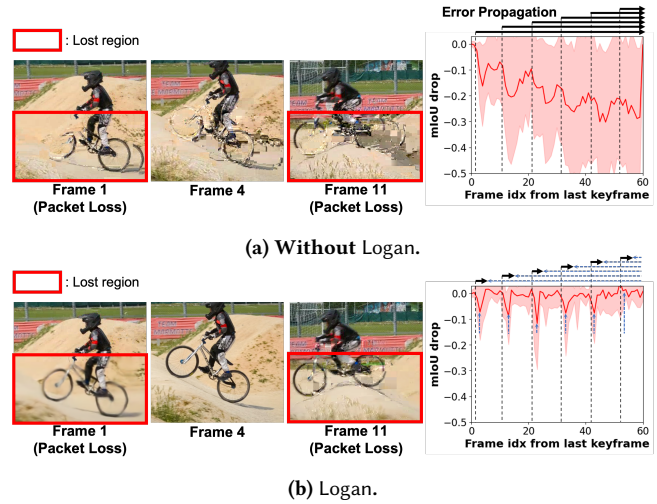 Error Propagation
: Lost region
0.0
-0.1
-0.2
-0.3
-0.4
-0.5
mIoU drop
0 20 40 60
Frame idx from last keyframe
Frame 1 Frame 4 Frame 11
(Packet Loss) (Packet Loss)
(a) Without Logan.
: Lost region
0.0
-0.1
-0.2
-0.3
-0.4
-0.5
mIoU drop
0 20 40 60
Frame idx from last keyframe
Frame 1 Frame 4 Frame 11
(Packet Loss) (Packet Loss)
(b) Logan.